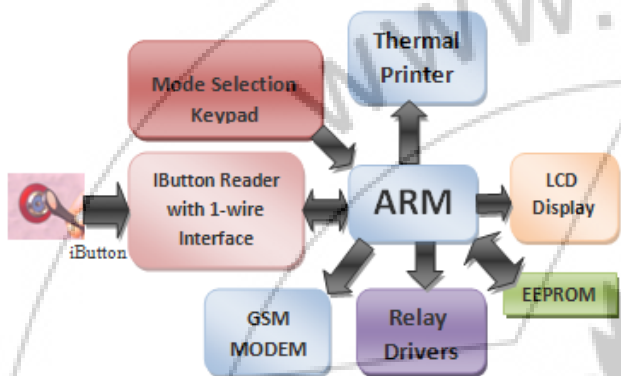 www.
Thermal
Printer
Mode Selection
Keypad
IButton Reader
with 1-wire
Interface
ARM
LCD
Display
iButton
EEPROM
GSM
MODEM
Relay
Drivers